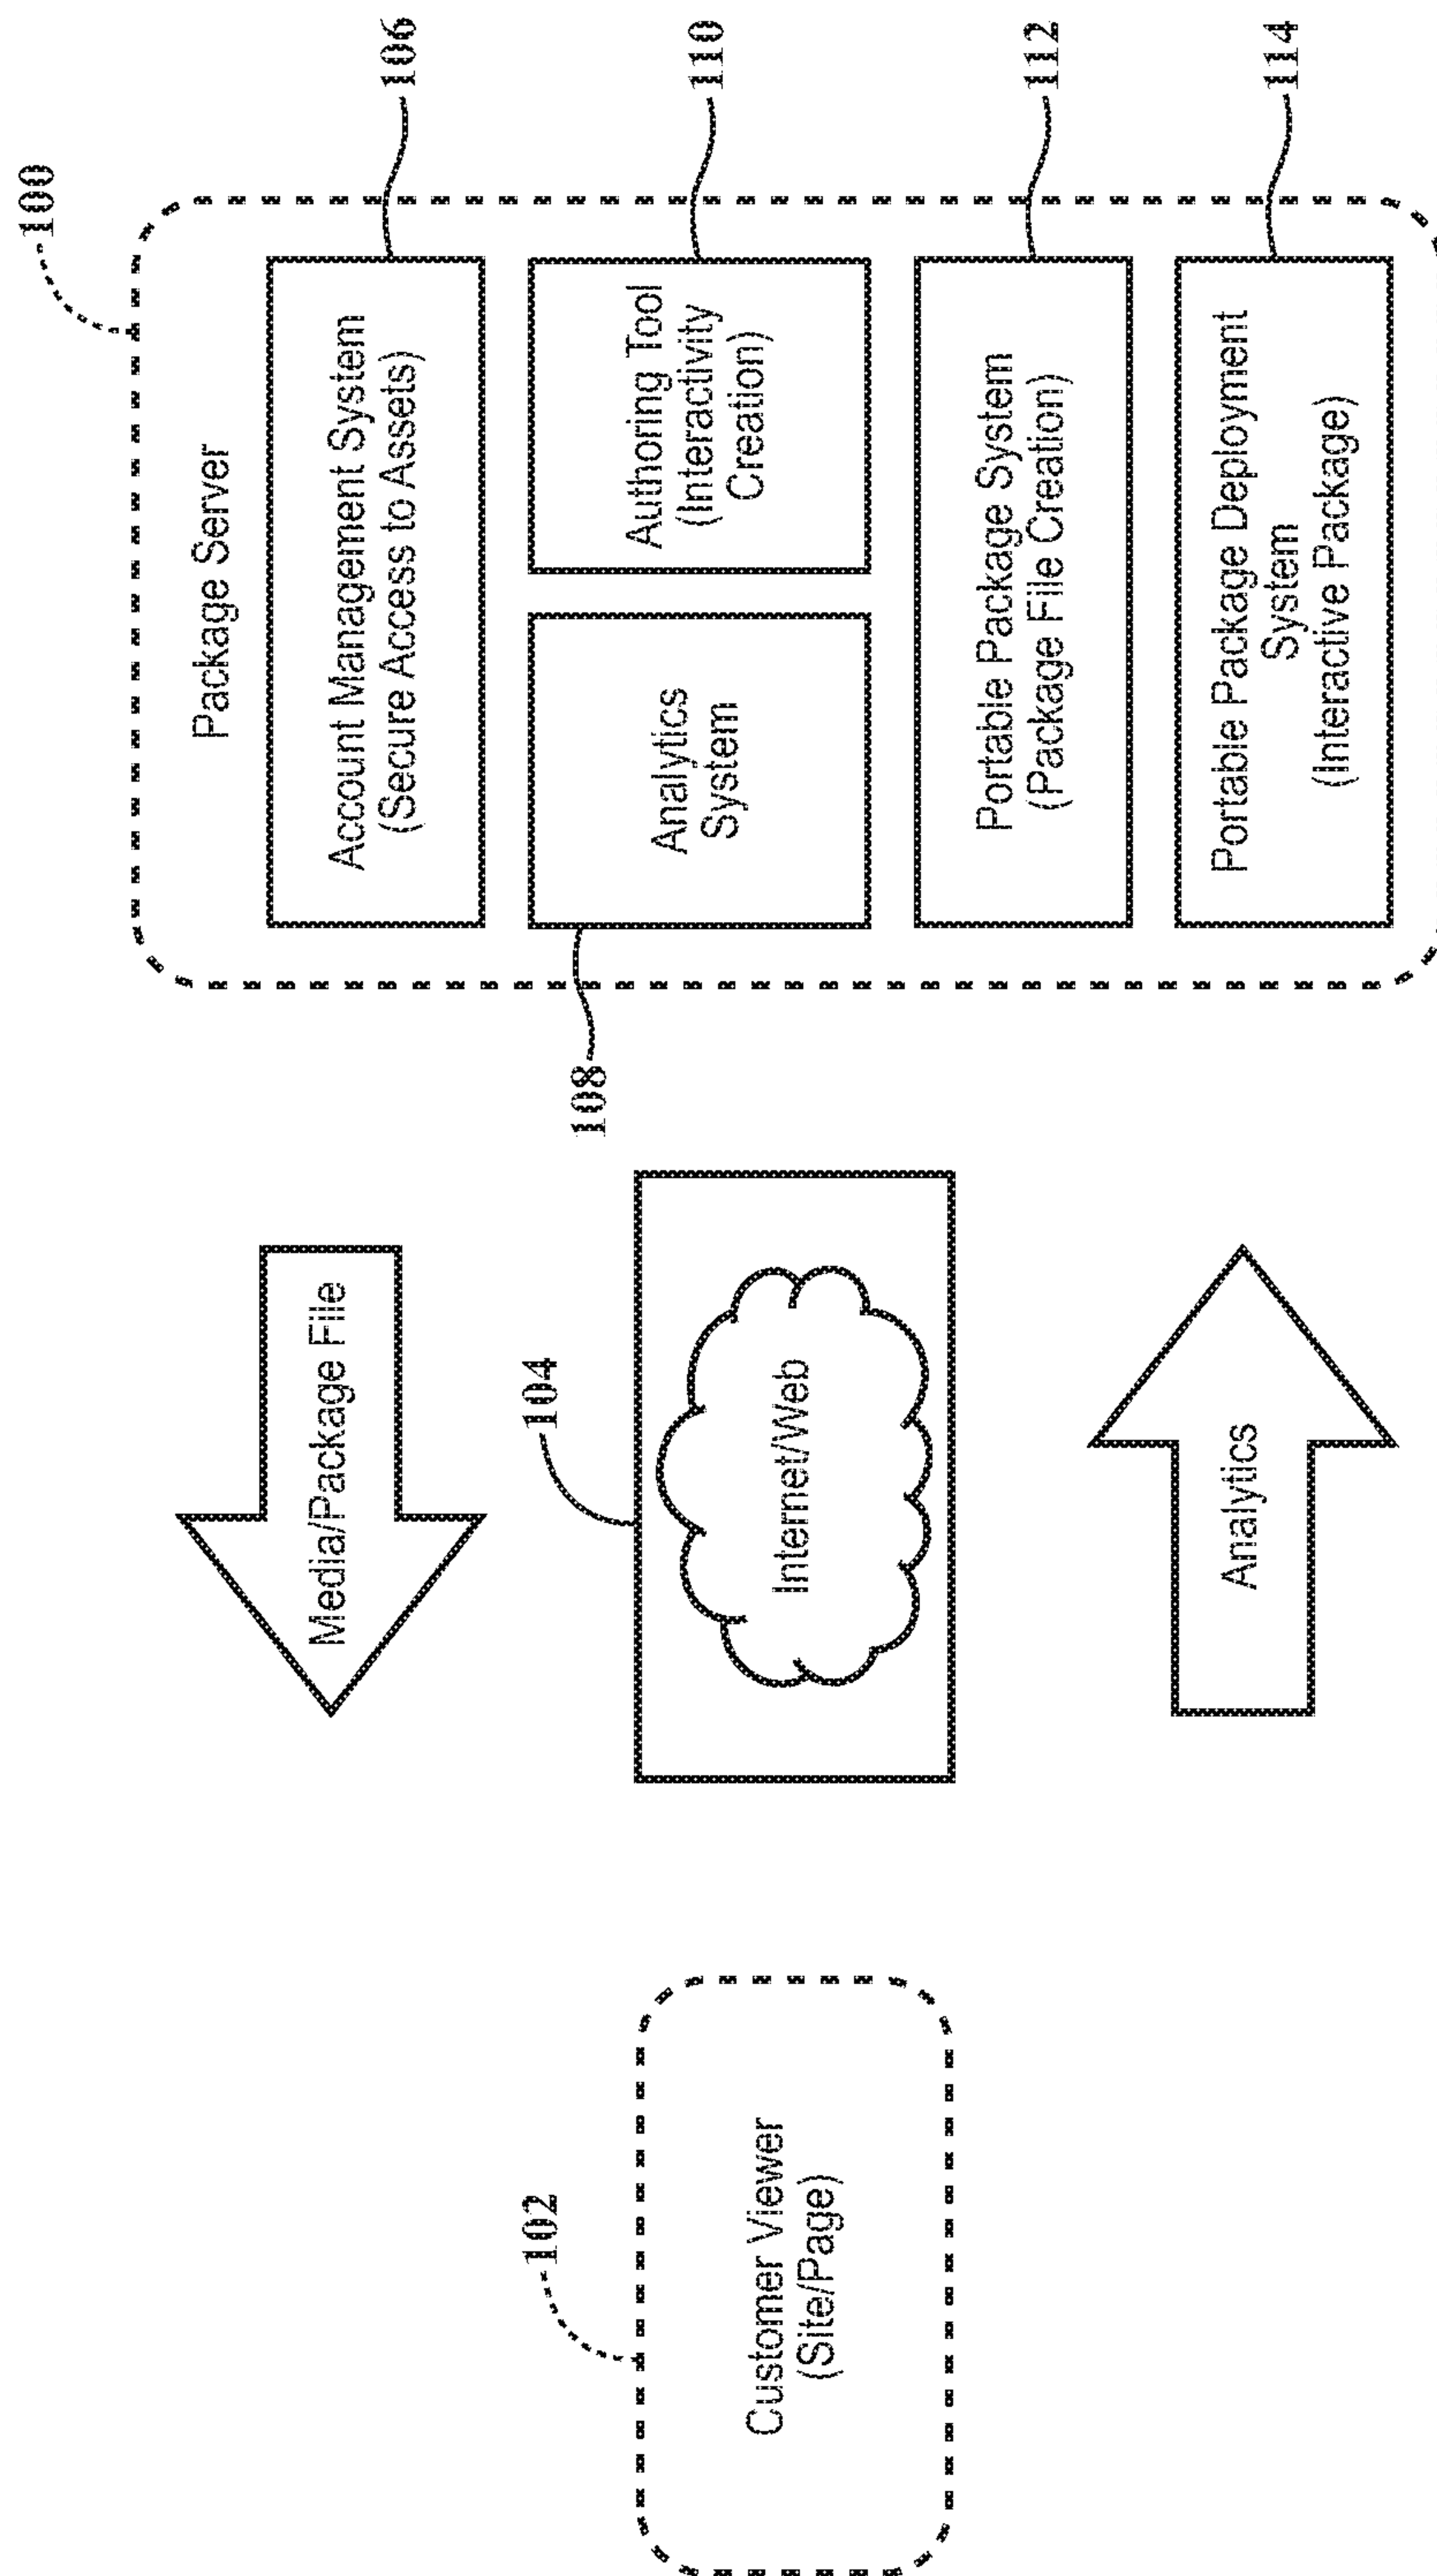 100
Package Server
Account Management System
(Secure Access to Assets)
106
Analytics
System
108
Authoring Tool
(Interactivity
Creation)
110
Portable Package System
(Package File Creation)
112
Portable Package Deployment
System
(Interactive Package)
114
Media/Package File
104
Internet/Web
Analytics
102
Customer Viewer
(Site/Page)